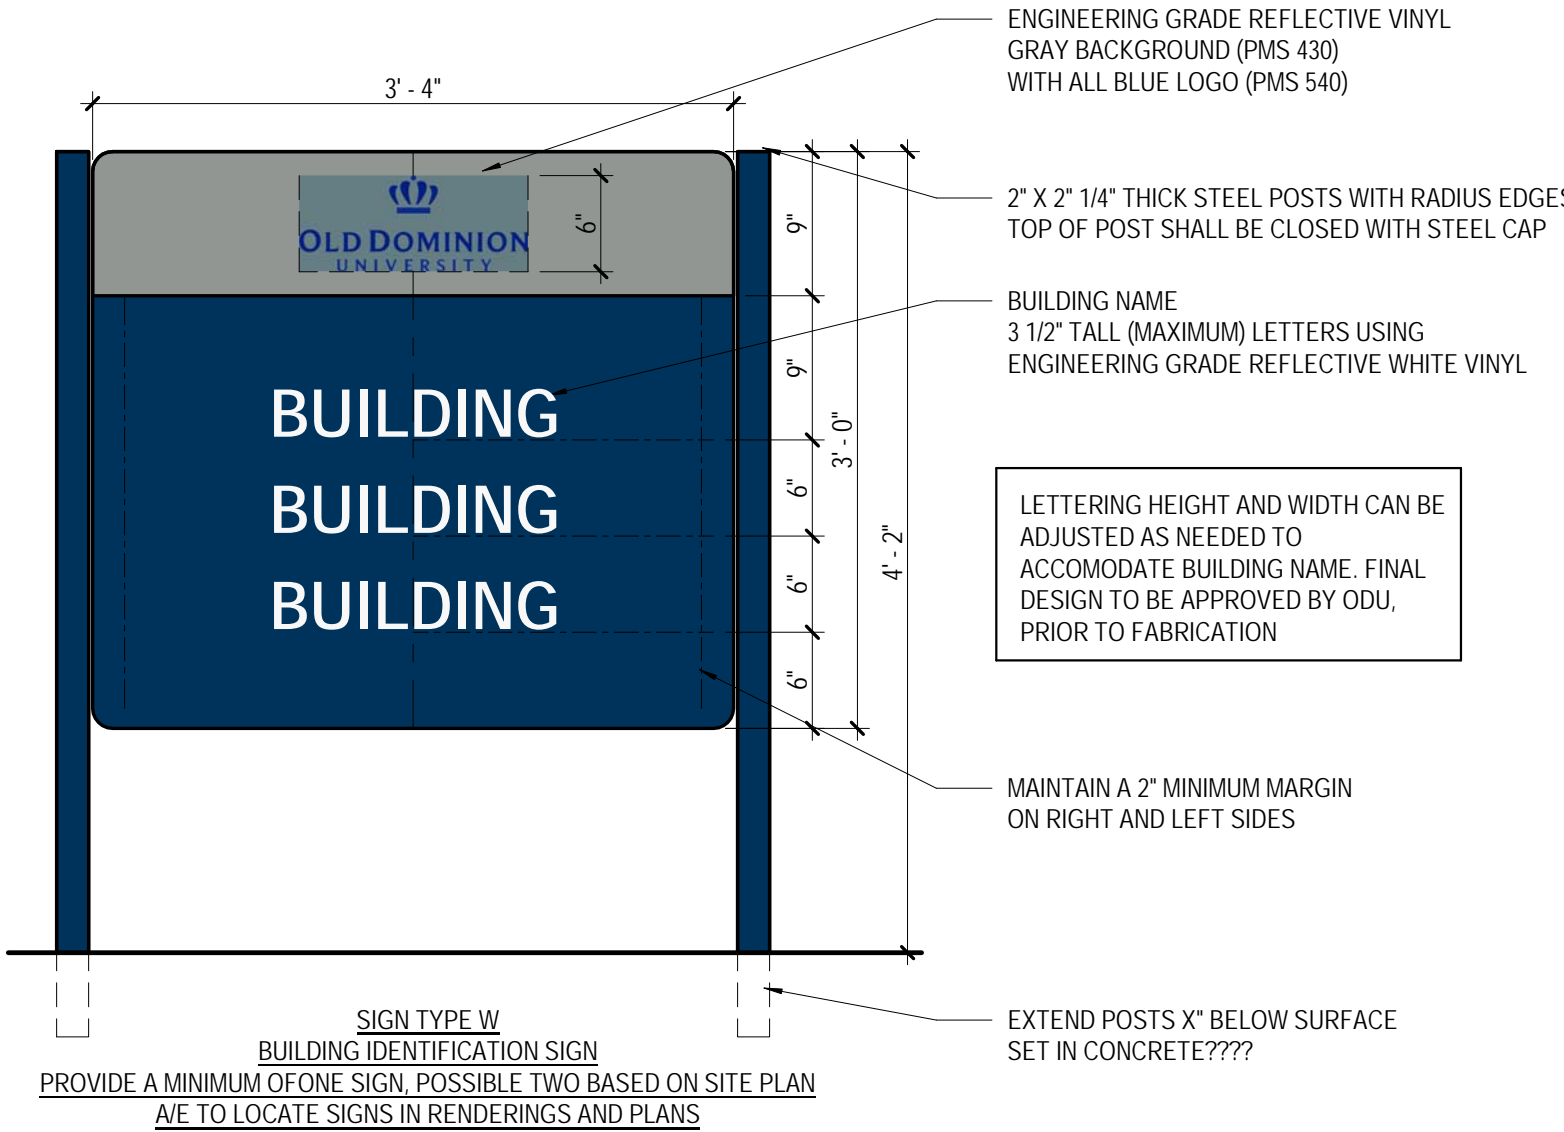 ENGINEERING GRADE REFLECTIVE VINYL
GRAY BACKGROUND (PMS 430)
WITH ALL BLUE LOGO (PMS 540)
3' - 4"
2" X 2" 1/4" THICK STEEL POSTS WITH RADIUS EDGES
TOP OF POST SHALL BE CLOSED WITH STEEL CAP
6"
9"
OLD DOMINION
UNIVERSITY
BUILDING NAME
3 1/2" TALL (MAXIMUM) LETTERS USING
ENGINEERING GRADE REFLECTIVE WHITE VINYL
9"
BUILDING
3' - 0"
6"
BUILDING
4' - 2"
6"
BUILDING
6"
LETTERING HEIGHT AND WIDTH CAN BE
ADJUSTED AS NEEDED TO
ACCOMODATE BUILDING NAME. FINAL
DESIGN TO BE APPROVED BY ODU,
PRIOR TO FABRICATION
MAINTAIN A 2" MINIMUM MARGIN
ON RIGHT AND LEFT SIDES
EXTEND POSTS X" BELOW SURFACE
SET IN CONCRETE????
SIGN TYPE W
BUILDING IDENTIFICATION SIGN
PROVIDE A MINIMUM OFONE SIGN, POSSIBLE TWO BASED ON SITE PLAN
A/E TO LOCATE SIGNS IN RENDERINGS AND PLANS